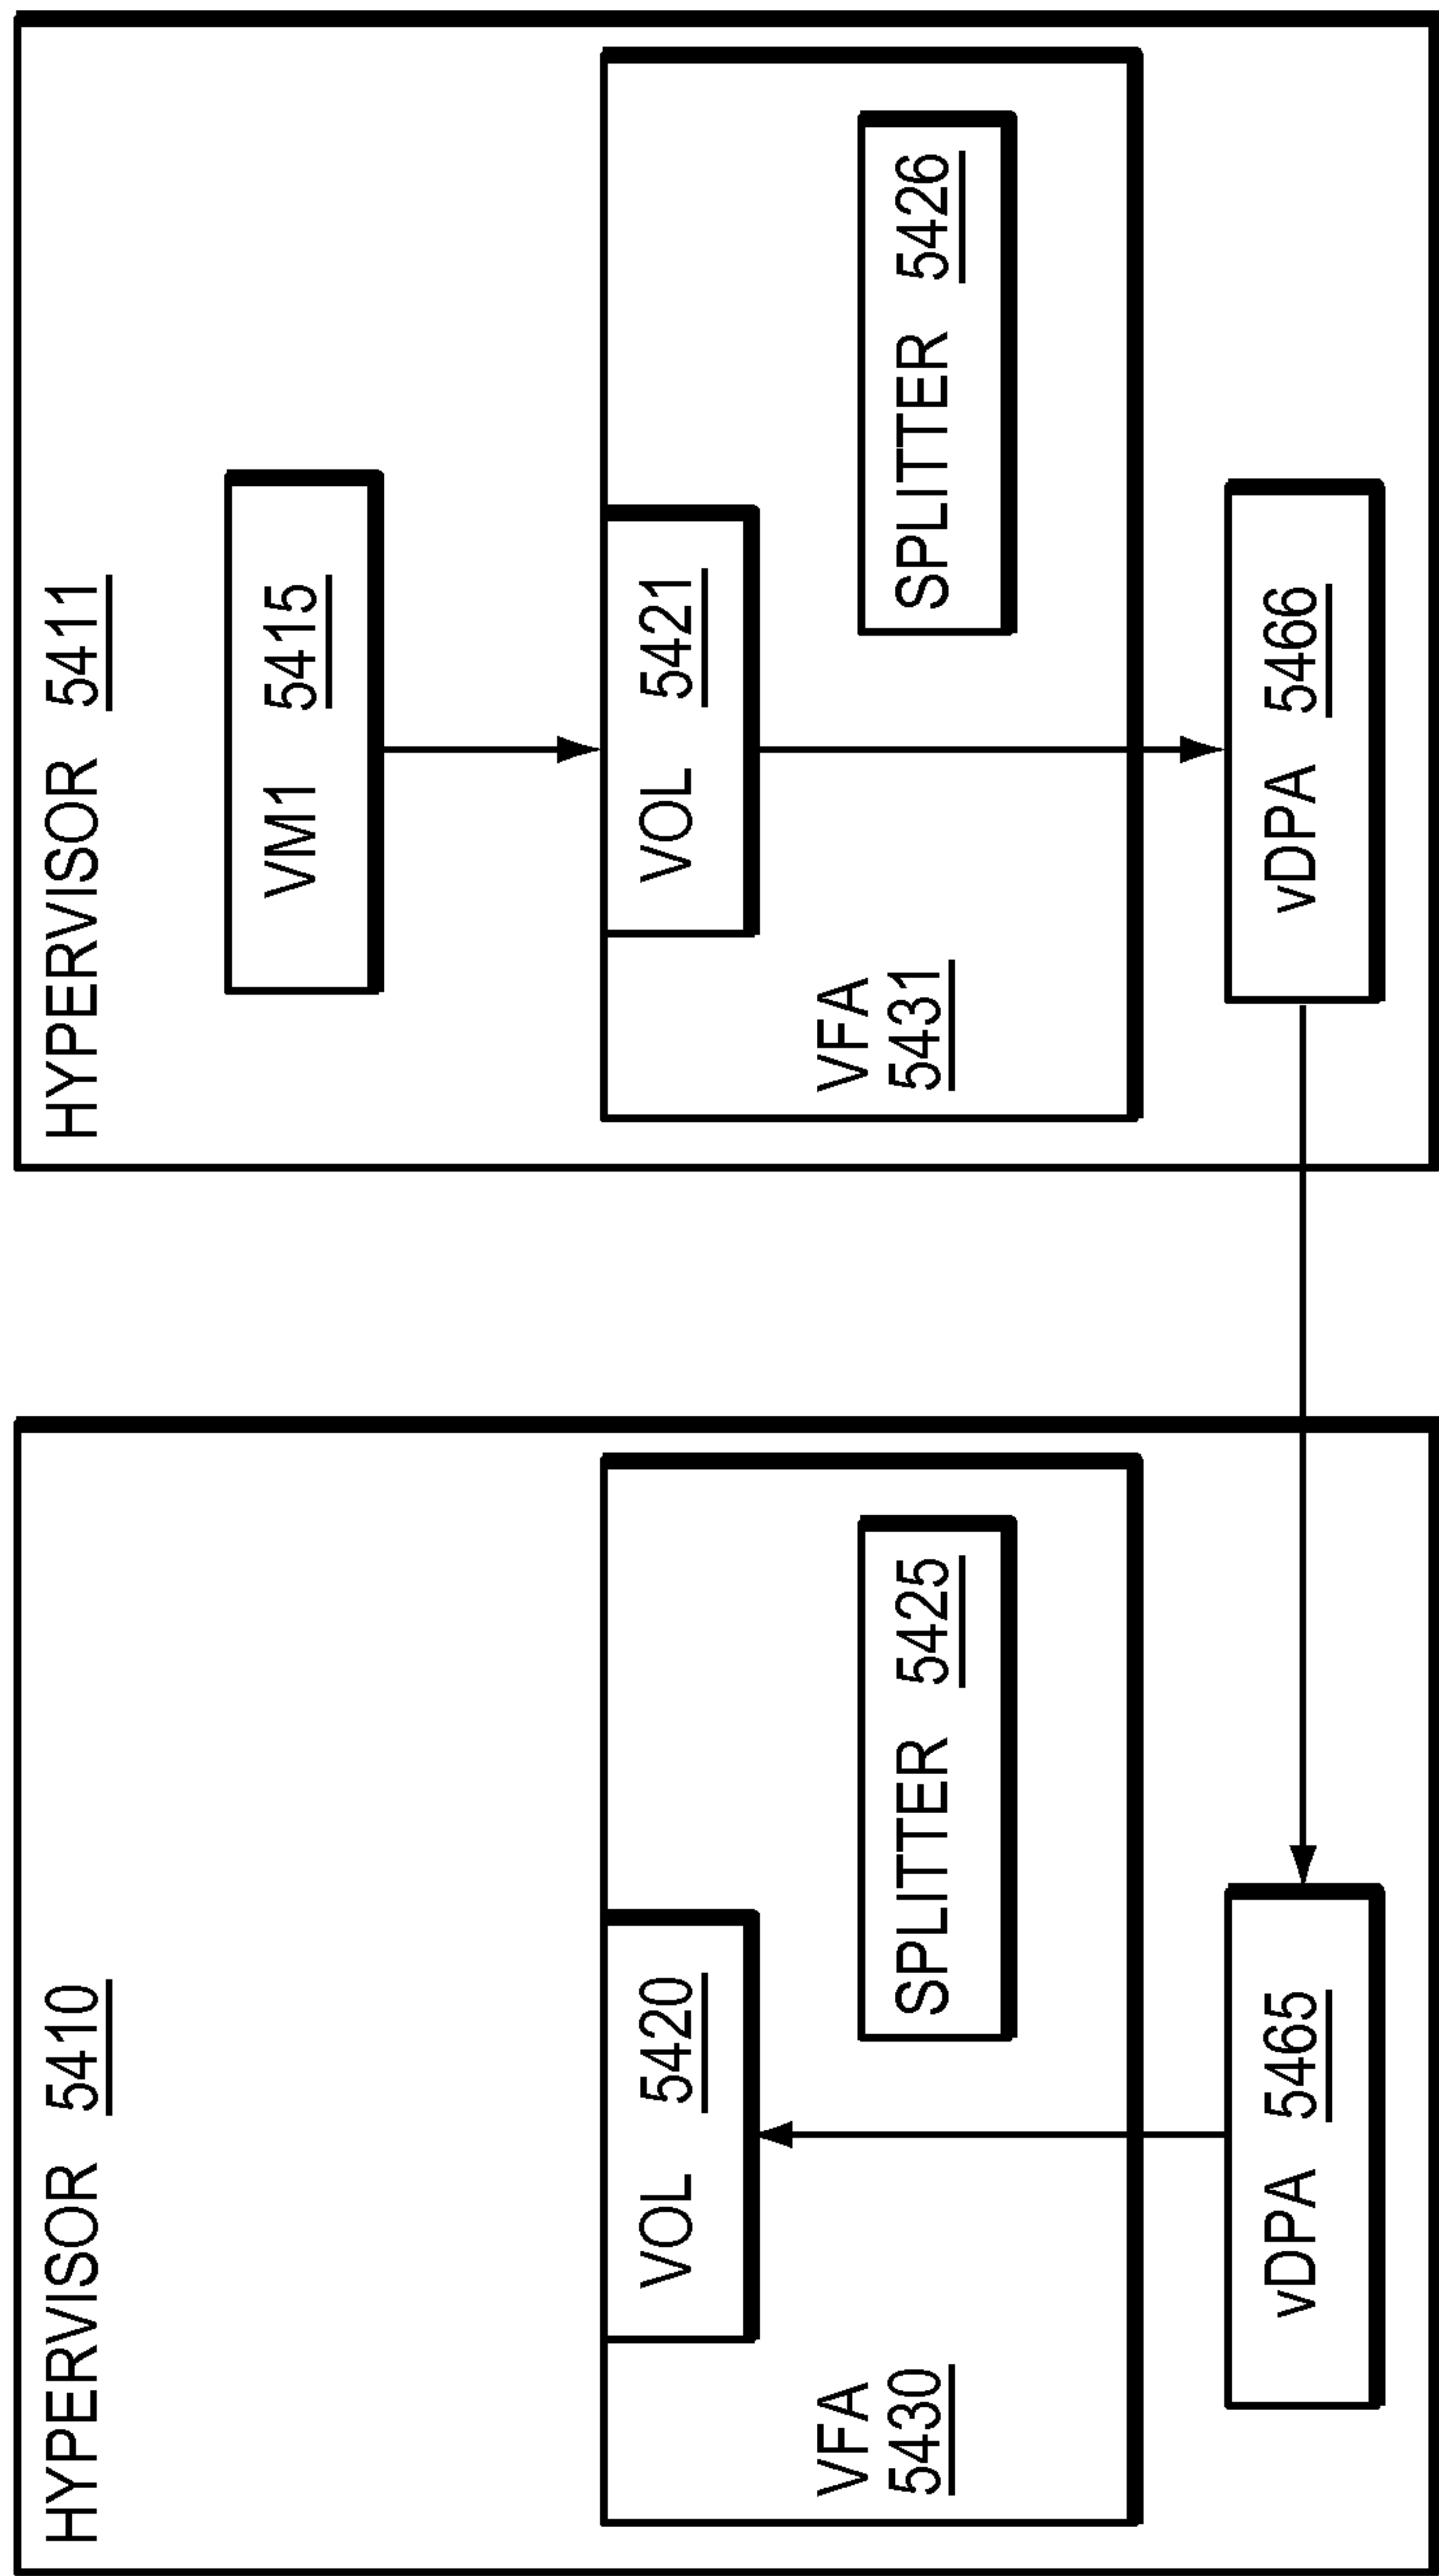 HYPERVISOR 5410
VOL 5420
SPLITTER 5425
VFA
5430
vDPA 5465
HYPERVISOR 5411
VM1 5415
VOL 5421
SPLITTER 5426
VFA
5431
vDPA 5466